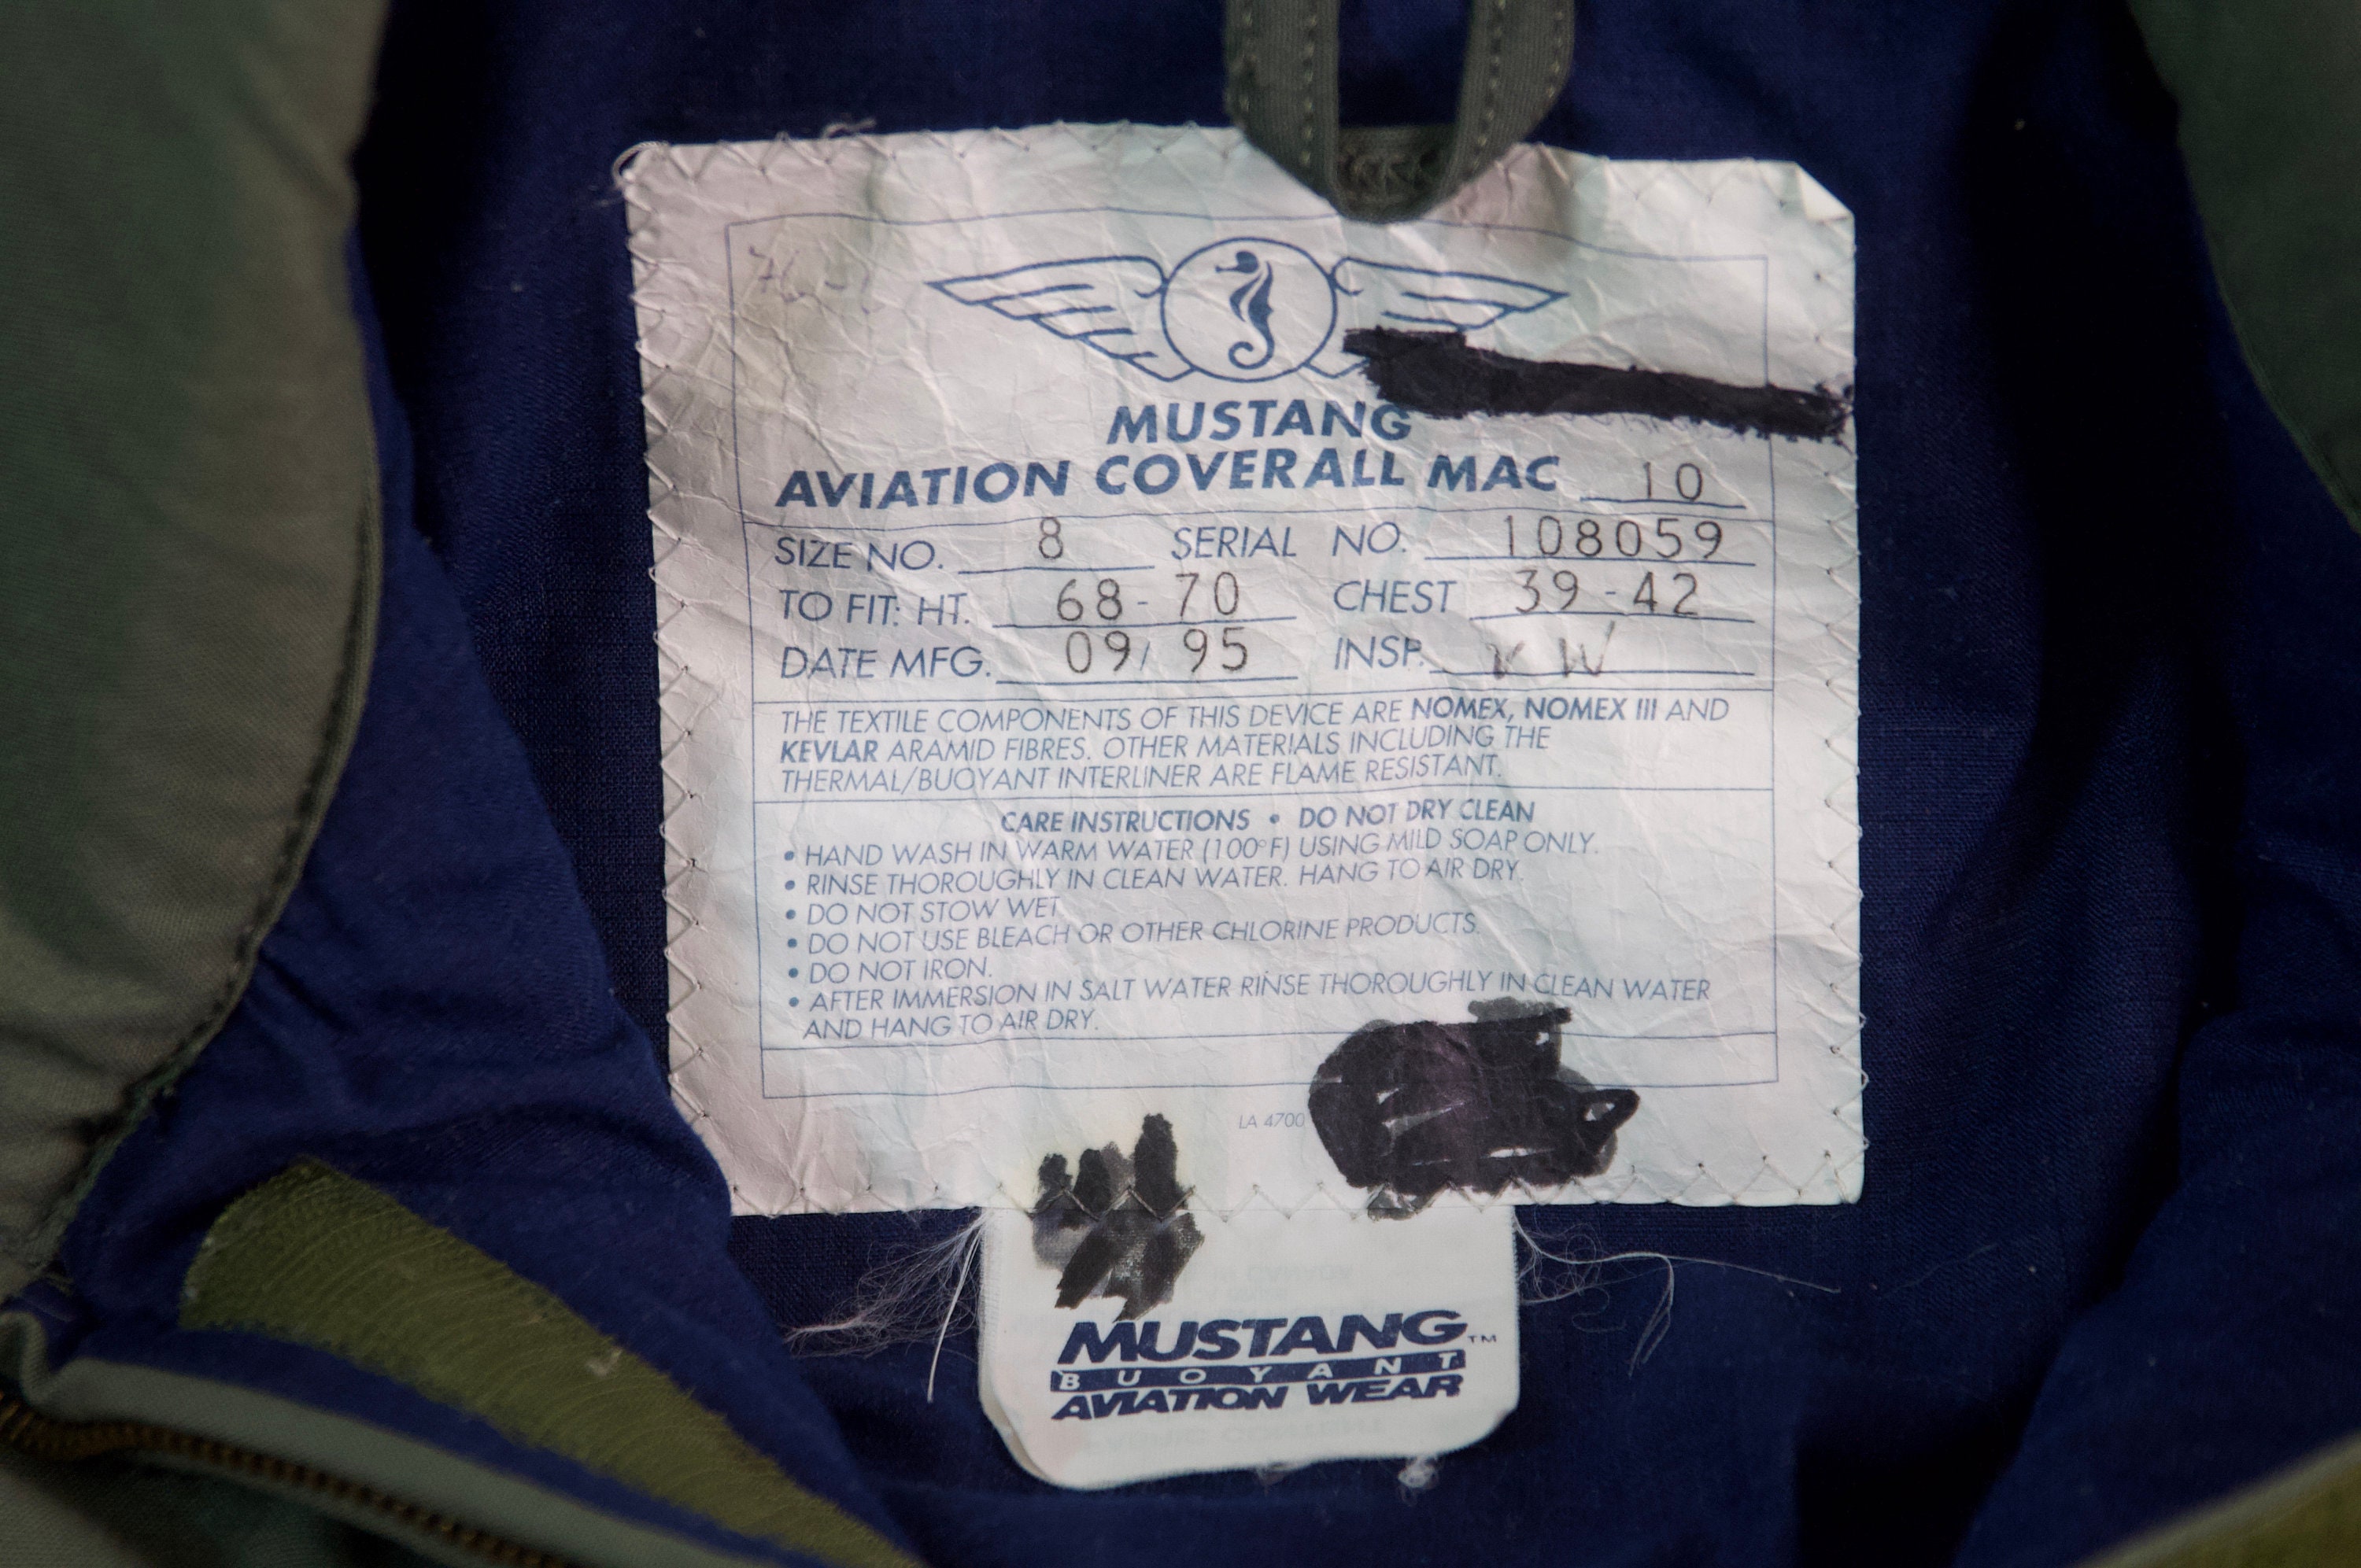 MUSTANG
AVIATION COVERALL MAC 10
SIZE NO. 8 SERIAL NO. 108059
TO FIT: HT. 68-70 CHEST 39-42
DATE MFG. 09/95 INSP. KW
THE TEXTILE COMPONENTS OF THIS DEVICE ARE NOMEX, NOMEX III AND
KEVLAR ARAMID FIBRES. OTHER MATERIALS INCLUDING THE
THERMAL/BUOYANT INTERLINER ARE FLAME RESISTANT.
CARE INSTRUCTIONS • DO NOT DRY CLEAN
• HAND WASH IN WARM WATER (100°F) USING MILD SOAP ONLY.
• RINSE THOROUGHLY IN CLEAN WATER. HANG TO AIR DRY.
• DO NOT STOW WET
• DO NOT USE BLEACH OR OTHER CHLORINE PRODUCTS.
• DO NOT IRON.
• AFTER IMMERSION IN SALT WATER RINSE THOROUGHLY IN CLEAN WATER
AND HANG TO AIR DRY.
LA 4700
MUSTANG™
BUOYANT
AVIATION WEAR